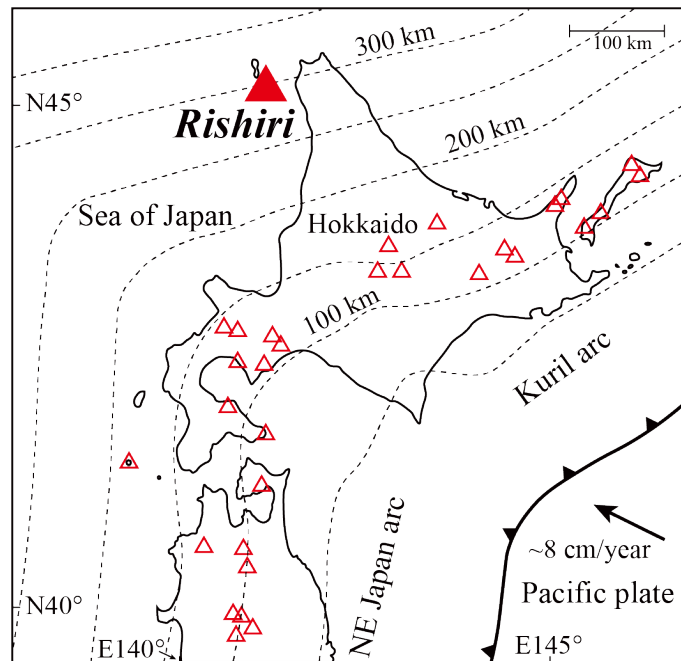 300 km
100 km
N45°
Rishiri
200 km
Sea of Japan
Hokkaido
100 km
Kuril arc
NE Japan arc
~8 cm/year
Pacific plate
N40°
E140°
E145°